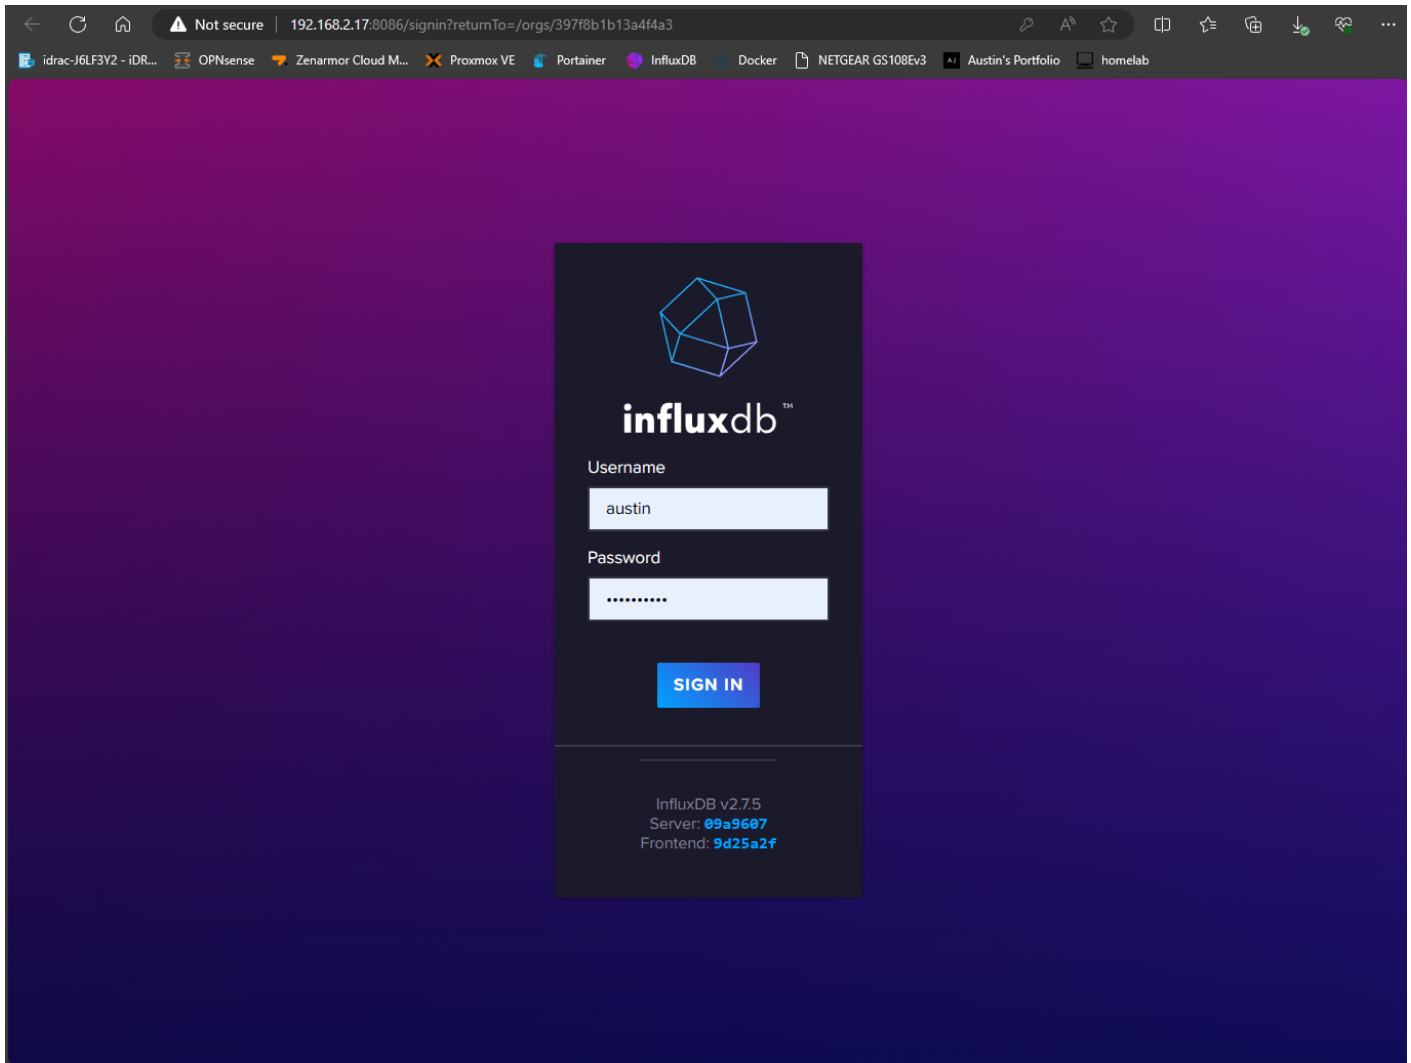 Not secure | 192.168.2.17:8086/signin?returnTo=/orgs/397f8b1b13a4f4a3
idrac-J6LF3Y2 - iDR... OPNsense Zenarmor Cloud M... Proxmox VE Portainer InfluxDB Docker NETGEAR GS108Ev3 AJ Austin's Portfolio homelab
influxdb™
Username
austin
Password
••••••••••
SIGN IN
InfluxDB v2.7.5
Server: 09a9607
Frontend: 9d25a2f